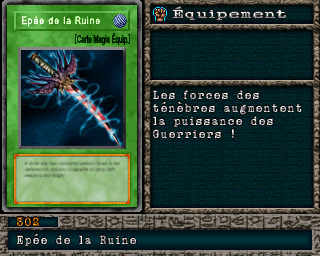 Epée de la Ruine
[Carte Magie Équip.]
Équipement
Les forces des
ténèbres augmentent
la puissance des
Guerriers !
302
Epée de la Ruine